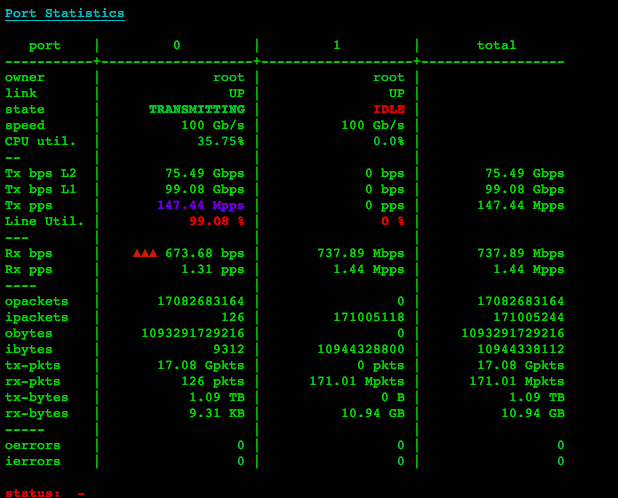 Port Statistics
port | 0 | 1 | total
-----------+-------------------+-------------------+------------------
owner | root | root |
link | UP | UP |
state | TRANSMITTING | IDLE |
speed | 100 Gb/s | 100 Gb/s |
CPU util. | 35.75% | 0.0% |
-- | | |
Tx bps L2 | 75.49 Gbps | 0 bps | 75.49 Gbps
Tx bps L1 | 99.08 Gbps | 0 bps | 99.08 Gbps
Tx pps | 147.44 Mpps | 0 pps | 147.44 Mpps
Line Util. | 99.08 % | 0 % |
--- | | |
Rx bps | ▲▲▲ 673.68 bps | 737.89 Mbps | 737.89 Mbps
Rx pps | 1.31 pps | 1.44 Mpps | 1.44 Mpps
---- | | |
opackets | 17082683164 | 0 | 17082683164
ipackets | 126 | 171005118 | 171005244
obytes | 1093291729216 | 0 | 1093291729216
ibytes | 9312 | 10944328800 | 10944338112
tx-pkts | 17.08 Gpkts | 0 pkts | 17.08 Gpkts
rx-pkts | 126 pkts | 171.01 Mpkts | 171.01 Mpkts
tx-bytes | 1.09 TB | 0 B | 1.09 TB
rx-bytes | 9.31 KB | 10.94 GB | 10.94 GB
----- | | |
oerrors | 0 | 0 | 0
ierrors | 0 | 0 | 0
status: -